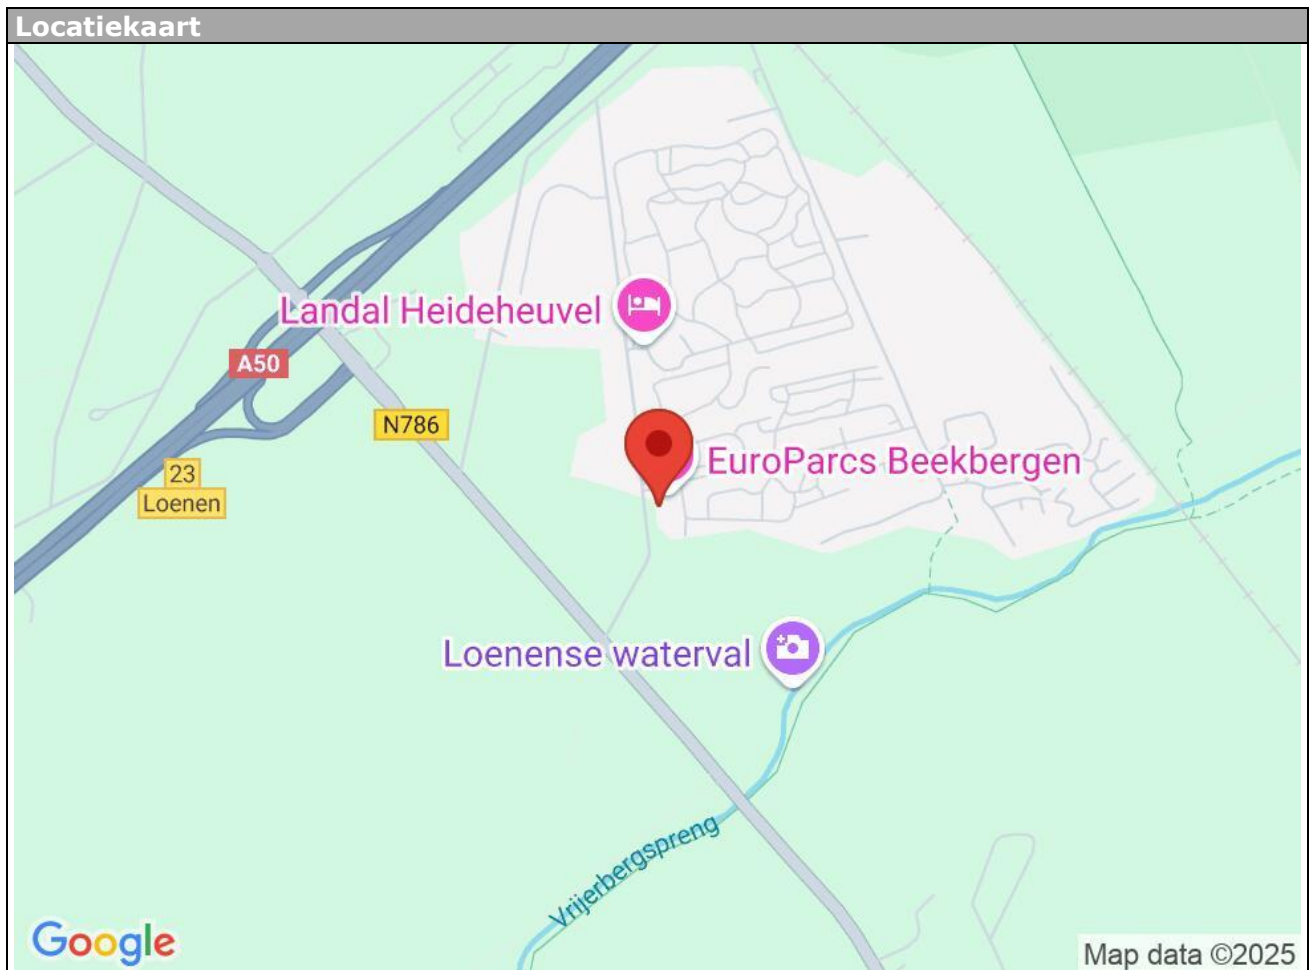 Locatiekaart
Landal Heideheuvel
A50
N786
EuroParcs Beekbergen
23
Loenen
Loenense waterval
Vrijerbergspreng
Google
Map data ©2025